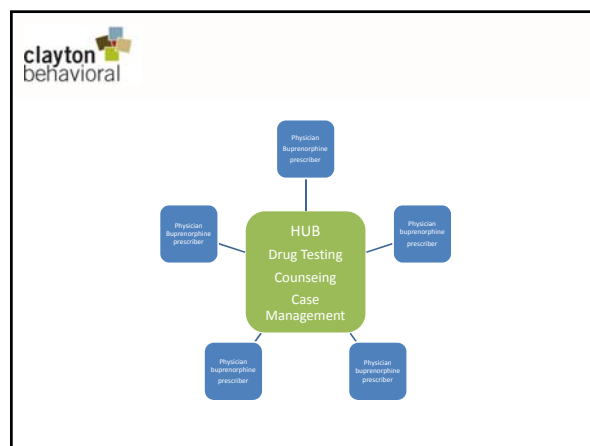 clayton
behavioral
Physician
Buprenorphine
prescriber
Physician
Buprenorphine
prescriber
HUB
Drug Testing
Counseing
Case
Management
Physician
buprenorphine
prescriber
Physician
buprenorphine
prescriber
Physician
buprenorphine
prescriber